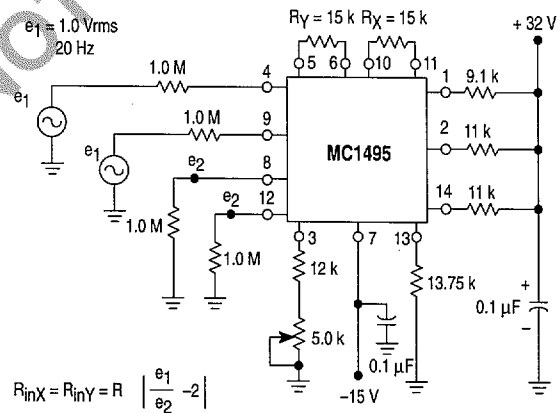 e1 = 1.0 Vrms
20 Hz
RY = 15 k RX = 15 k
+ 32 V
5 6 10 11
1.0 M 4
e1
1.0 M 9
e1
e2 8
e2 12
1.0 M
1.0 M
MC1495
1 9.1 k
2 11 k
14 11 k
3 7 13
12 k
13.75 k
5.0 k
0.1 µF
–15 V
+
0.1 µF
–
RinX = RinY = R | e1/e2 –2 |